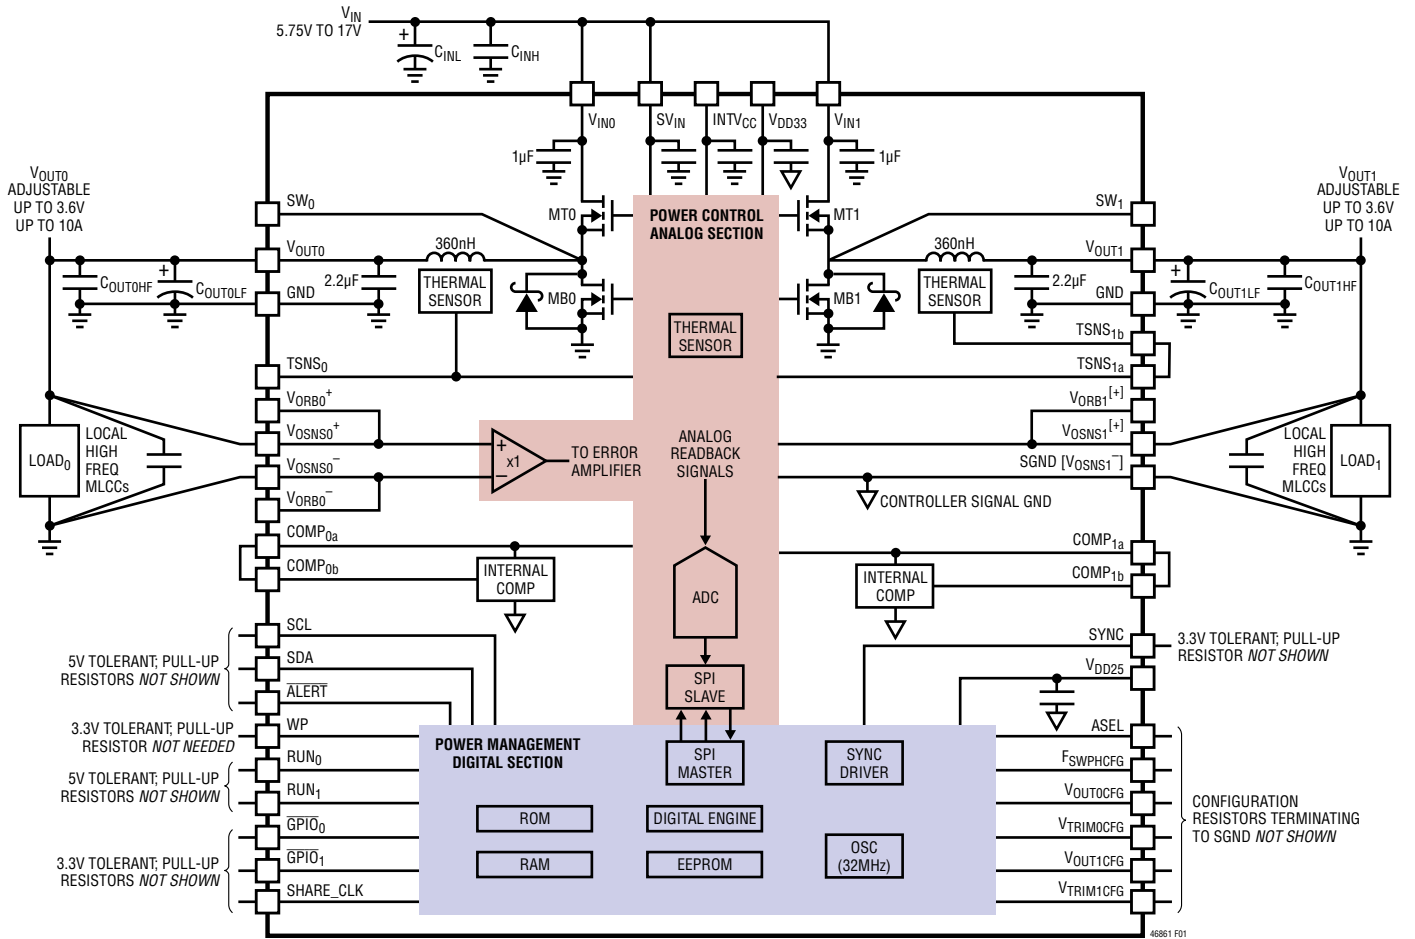 VIN
5.75V TO 17V
+
CINL
CINH
VIN0
SVIN
INTVCC
VDD33
VIN1
1µF
1µF
VOUT0
ADJUSTABLE
UP TO 3.6V
UP TO 10A
VOUT1
ADJUSTABLE
UP TO 3.6V
UP TO 10A
SW0
MT0
POWER CONTROL
ANALOG SECTION
MT1
SW1
VOUT0
360nH
360nH
VOUT1
COUT0HF
+
COUT0LF
GND
2.2µF
THERMAL
SENSOR
MB0
MB1
THERMAL
SENSOR
2.2µF
GND
+
COUT1LF
COUT1HF
THERMAL
SENSOR
TSNS1b
TSNS0
TSNS1a
VORB0+
VORB1[+]
VOSNS0+
VOSNS1[+]
LOAD0
LOCAL
HIGH
FREQ
MLCCs
+
x1
–
TO ERROR
AMPLIFIER
ANALOG
READBACK
SIGNALS
LOCAL
HIGH
FREQ
MLCCs
LOAD1
VOSNS0–
SGND [VOSNS1–]
VORB0–
CONTROLLER SIGNAL GND
COMP0a
COMP1a
COMP0b
INTERNAL
COMP
ADC
INTERNAL
COMP
COMP1b
SCL
SYNC
3.3V TOLERANT; PULL-UP
RESISTOR NOT SHOWN
5V TOLERANT; PULL-UP
RESISTORS NOT SHOWN
SDA
VDD25
ALERT
SPI
SLAVE
3.3V TOLERANT; PULL-UP
RESISTOR NOT NEEDED
WP
ASEL
POWER MANAGEMENT
DIGITAL SECTION
SPI
MASTER
SYNC
DRIVER
5V TOLERANT; PULL-UP
RESISTORS NOT SHOWN
RUN0
FSWPHCFG
RUN1
VOUT0CFG
CONFIGURATION
RESISTORS TERMINATING
TO SGND NOT SHOWN
ROM
DIGITAL ENGINE
OSC
(32MHz)
GPIO0
VTRIM0CFG
3.3V TOLERANT; PULL-UP
RESISTORS NOT SHOWN
GPIO1
RAM
EEPROM
VOUT1CFG
SHARE_CLK
VTRIM1CFG
46861 F01